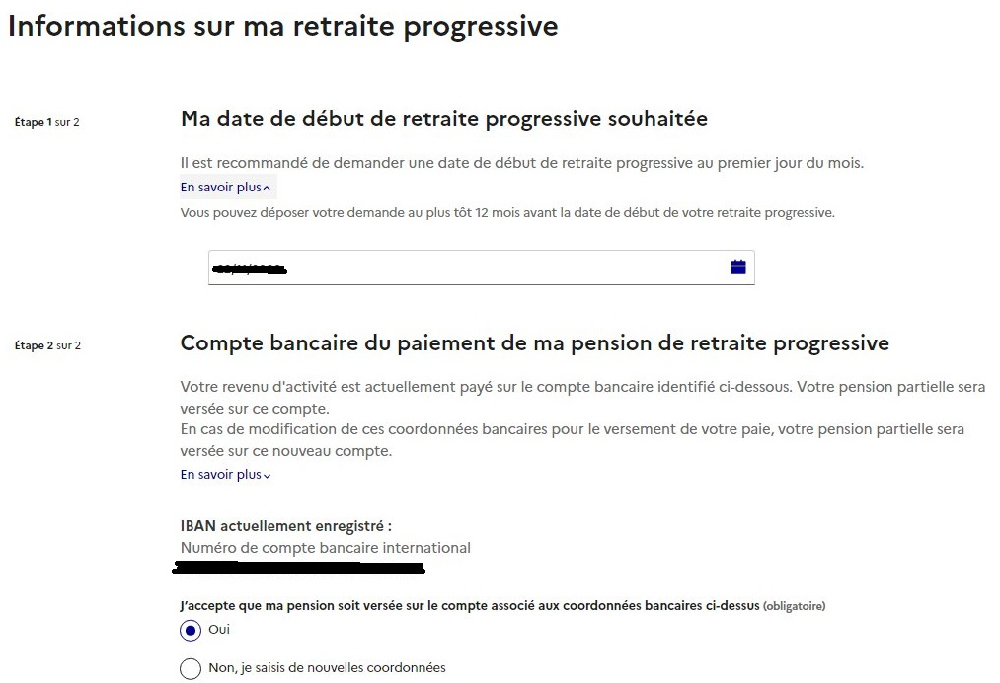 Informations sur ma retraite progressive
Étape 1 sur 2
Ma date de début de retraite progressive souhaitée
Il est recommandé de demander une date de début de retraite progressive au premier jour du mois.
En savoir plus
Vous pouvez déposer votre demande au plus tôt 12 mois avant la date de début de votre retraite progressive.
Étape 2 sur 2
Compte bancaire du paiement de ma pension de retraite progressive
Votre revenu d'activité est actuellement payé sur le compte bancaire identifié ci-dessous. Votre pension partielle sera
versée sur ce compte.
En cas de modification de ces coordonnées bancaires pour le versement de votre paie, votre pension partielle sera
versée sur ce nouveau compte.
En savoir plus
IBAN actuellement enregistré :
Numéro de compte bancaire international
J'accepte que ma pension soit versée sur le compte associé aux coordonnées bancaires ci-dessus (obligatoire)
Oui
Non, je saisis de nouvelles coordonnées